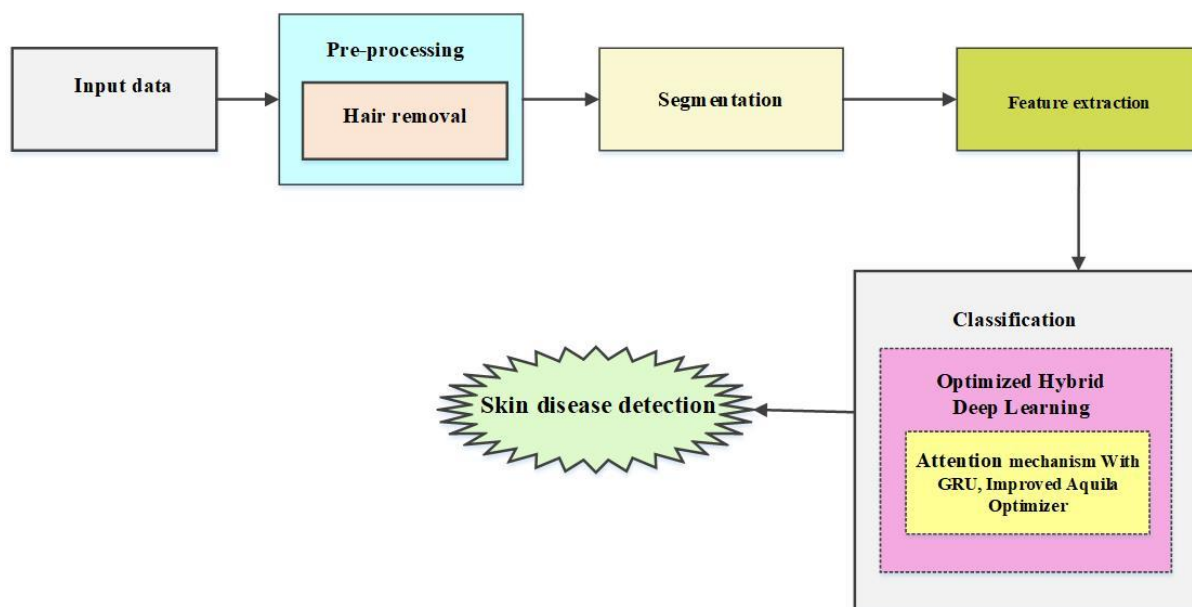 Input data
Pre-processing
Hair removal
Segmentation
Feature extraction
Classification
Optimized Hybrid
Deep Learning
Attention mechanism With
GRU, Improved Aquila
Optimizer
Skin disease detection